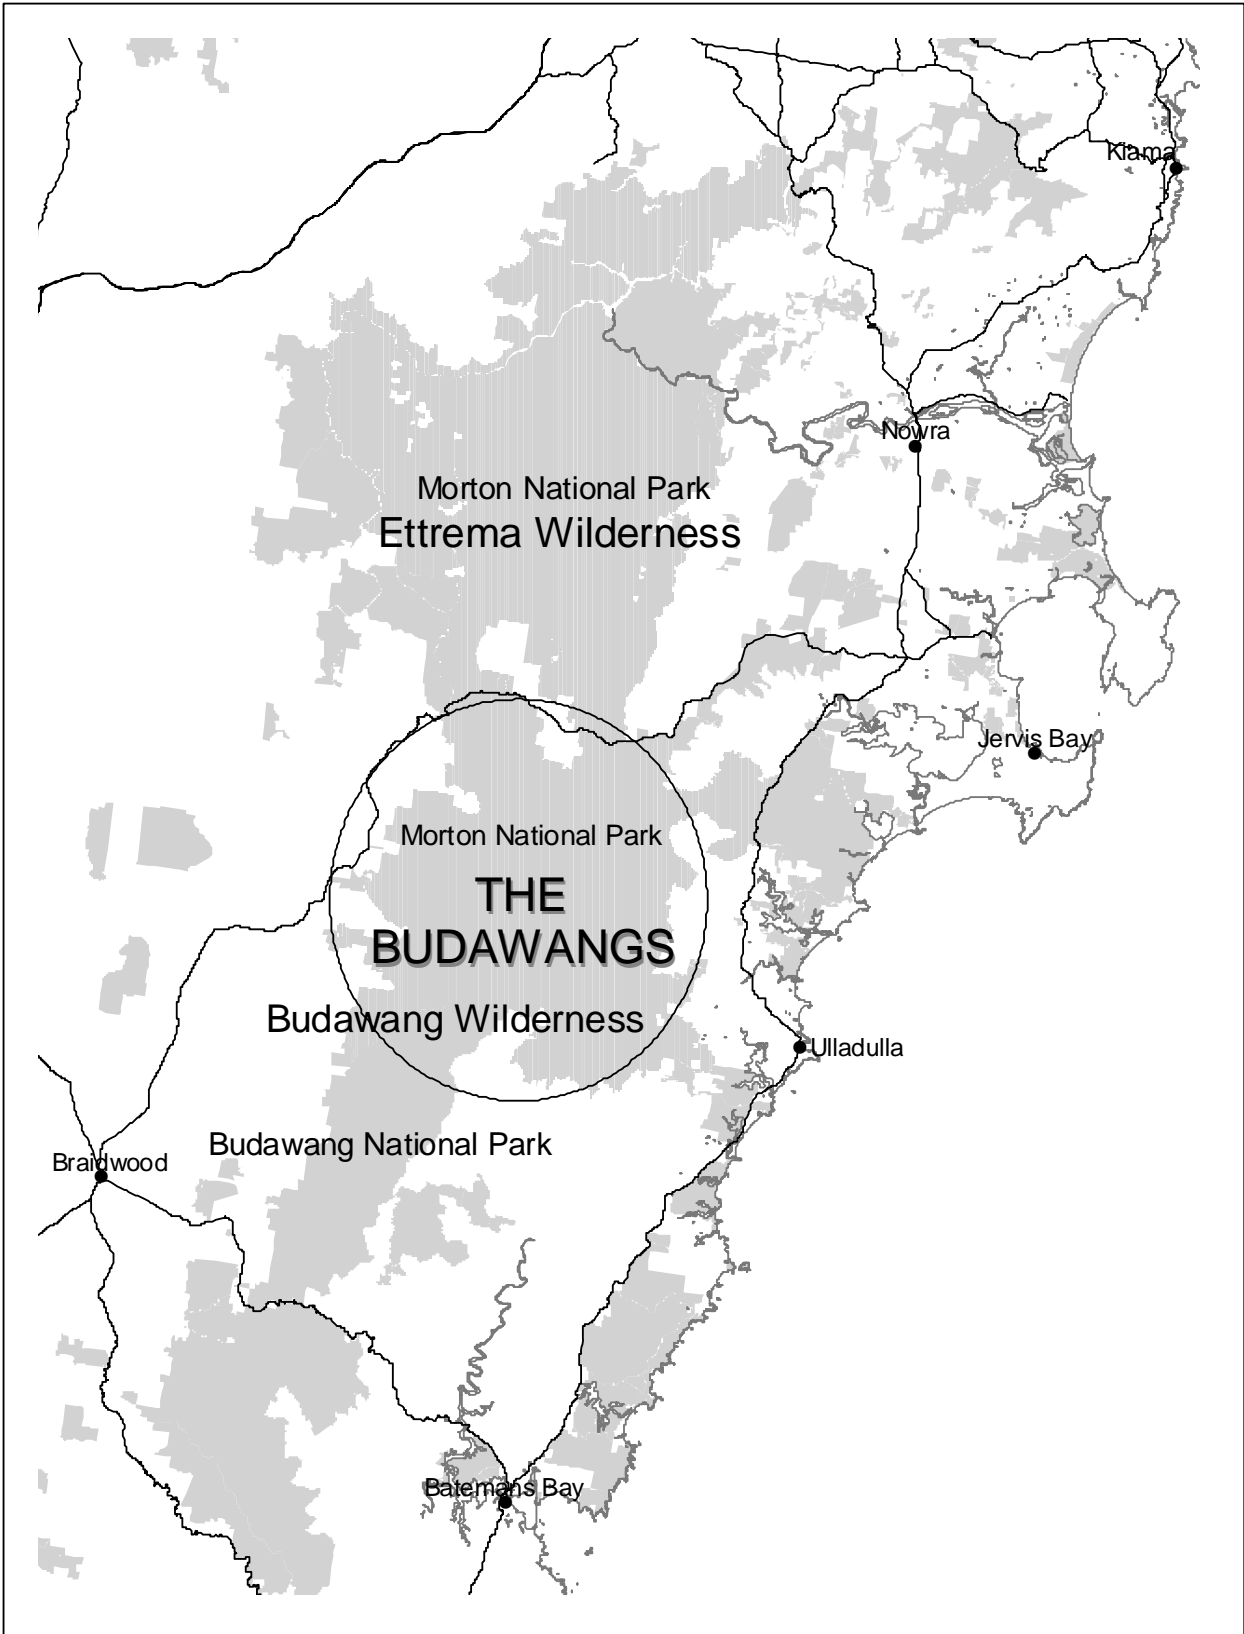 Kiama
Nowra
Morton National Park
Ettrema Wilderness
Jervis Bay
Morton National Park
THE
BUDAWANGS
Budawang Wilderness
Ulladulla
Budawang National Park
Braidwood
Batemans Bay